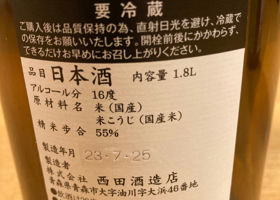 要冷蔵
ご購入後は品質保持の為、直射日光を避け、冷蔵で
の保存をお願いいたします。開栓前後にかかわらず、
できるだけお早めにお召し上がりください。
品目 日本酒 内容量 1.8L
アルコール分 16度
原材料名 米(国産)
米こうじ(国産米)
精米歩合 55%
製造年月 23-7-25
製造者
株式会社 西田酒造店
青森県青森市大字油川字大浜46番地